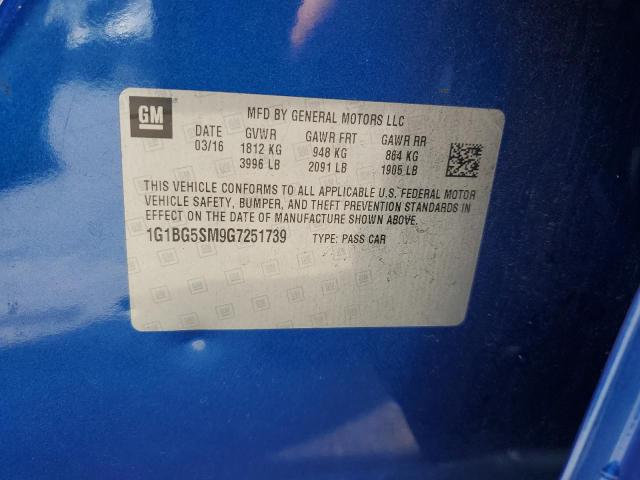 GM
MFD BY GENERAL MOTORS LLC
DATE GVWR GAWR FRT GAWR RR
03/16 1812 KG 948 KG 864 KG
3996 LB 2091 LB 1905 LB
THIS VEHICLE CONFORMS TO ALL APPLICABLE U.S. FEDERAL MOTOR
VEHICLE SAFETY, BUMPER, AND THEFT PREVENTION STANDARDS IN
EFFECT ON THE DATE OF MANUFACTURE SHOWN ABOVE.
1G1BG5SM9G7251739 TYPE: PASS CAR